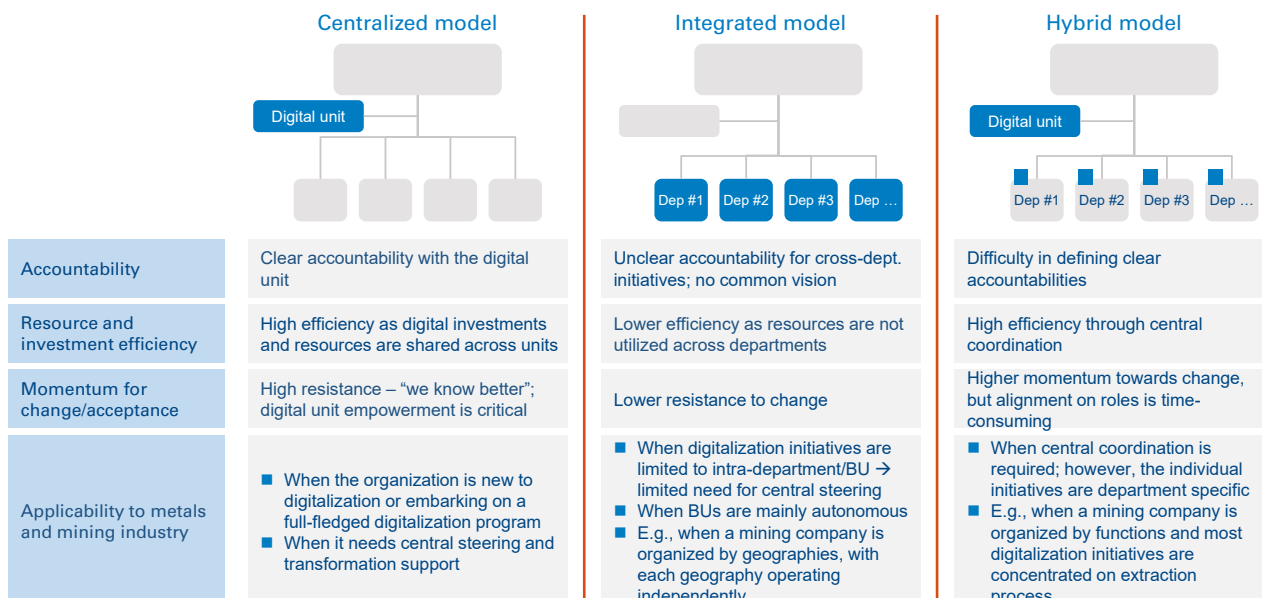 Centralized model
Integrated model
Hybrid model
Digital unit
Digital unit
Dep #1
Dep #2
Dep #3
Dep …
Dep #1
Dep #2
Dep #3
Dep …
Accountability
Clear accountability with the digital
unit
Unclear accountability for cross-dept.
initiatives; no common vision
Difficulty in defining clear
accountabilities
Resource and
investment efficiency
High efficiency as digital investments
and resources are shared across units
Lower efficiency as resources are not
utilized across departments
High efficiency through central
coordination
Momentum for
change/acceptance
High resistance – “we know better”;
digital unit empowerment is critical
Lower resistance to change
Higher momentum towards change,
but alignment on roles is time-
consuming
Applicability to metals
and mining industry
■ When the organization is new to
digitalization or embarking on a
full-fledged digitalization program
■ When it needs central steering and
transformation support
■ When digitalization initiatives are
limited to intra-department/BU →
limited need for central steering
■ When BUs are mainly autonomous
■ E.g., when a mining company is
organized by geographies, with
each geography operating
independently
■ When central coordination is
required; however, the individual
initiatives are department specific
■ E.g., when a mining company is
organized by functions and most
digitalization initiatives are
concentrated on extraction
process